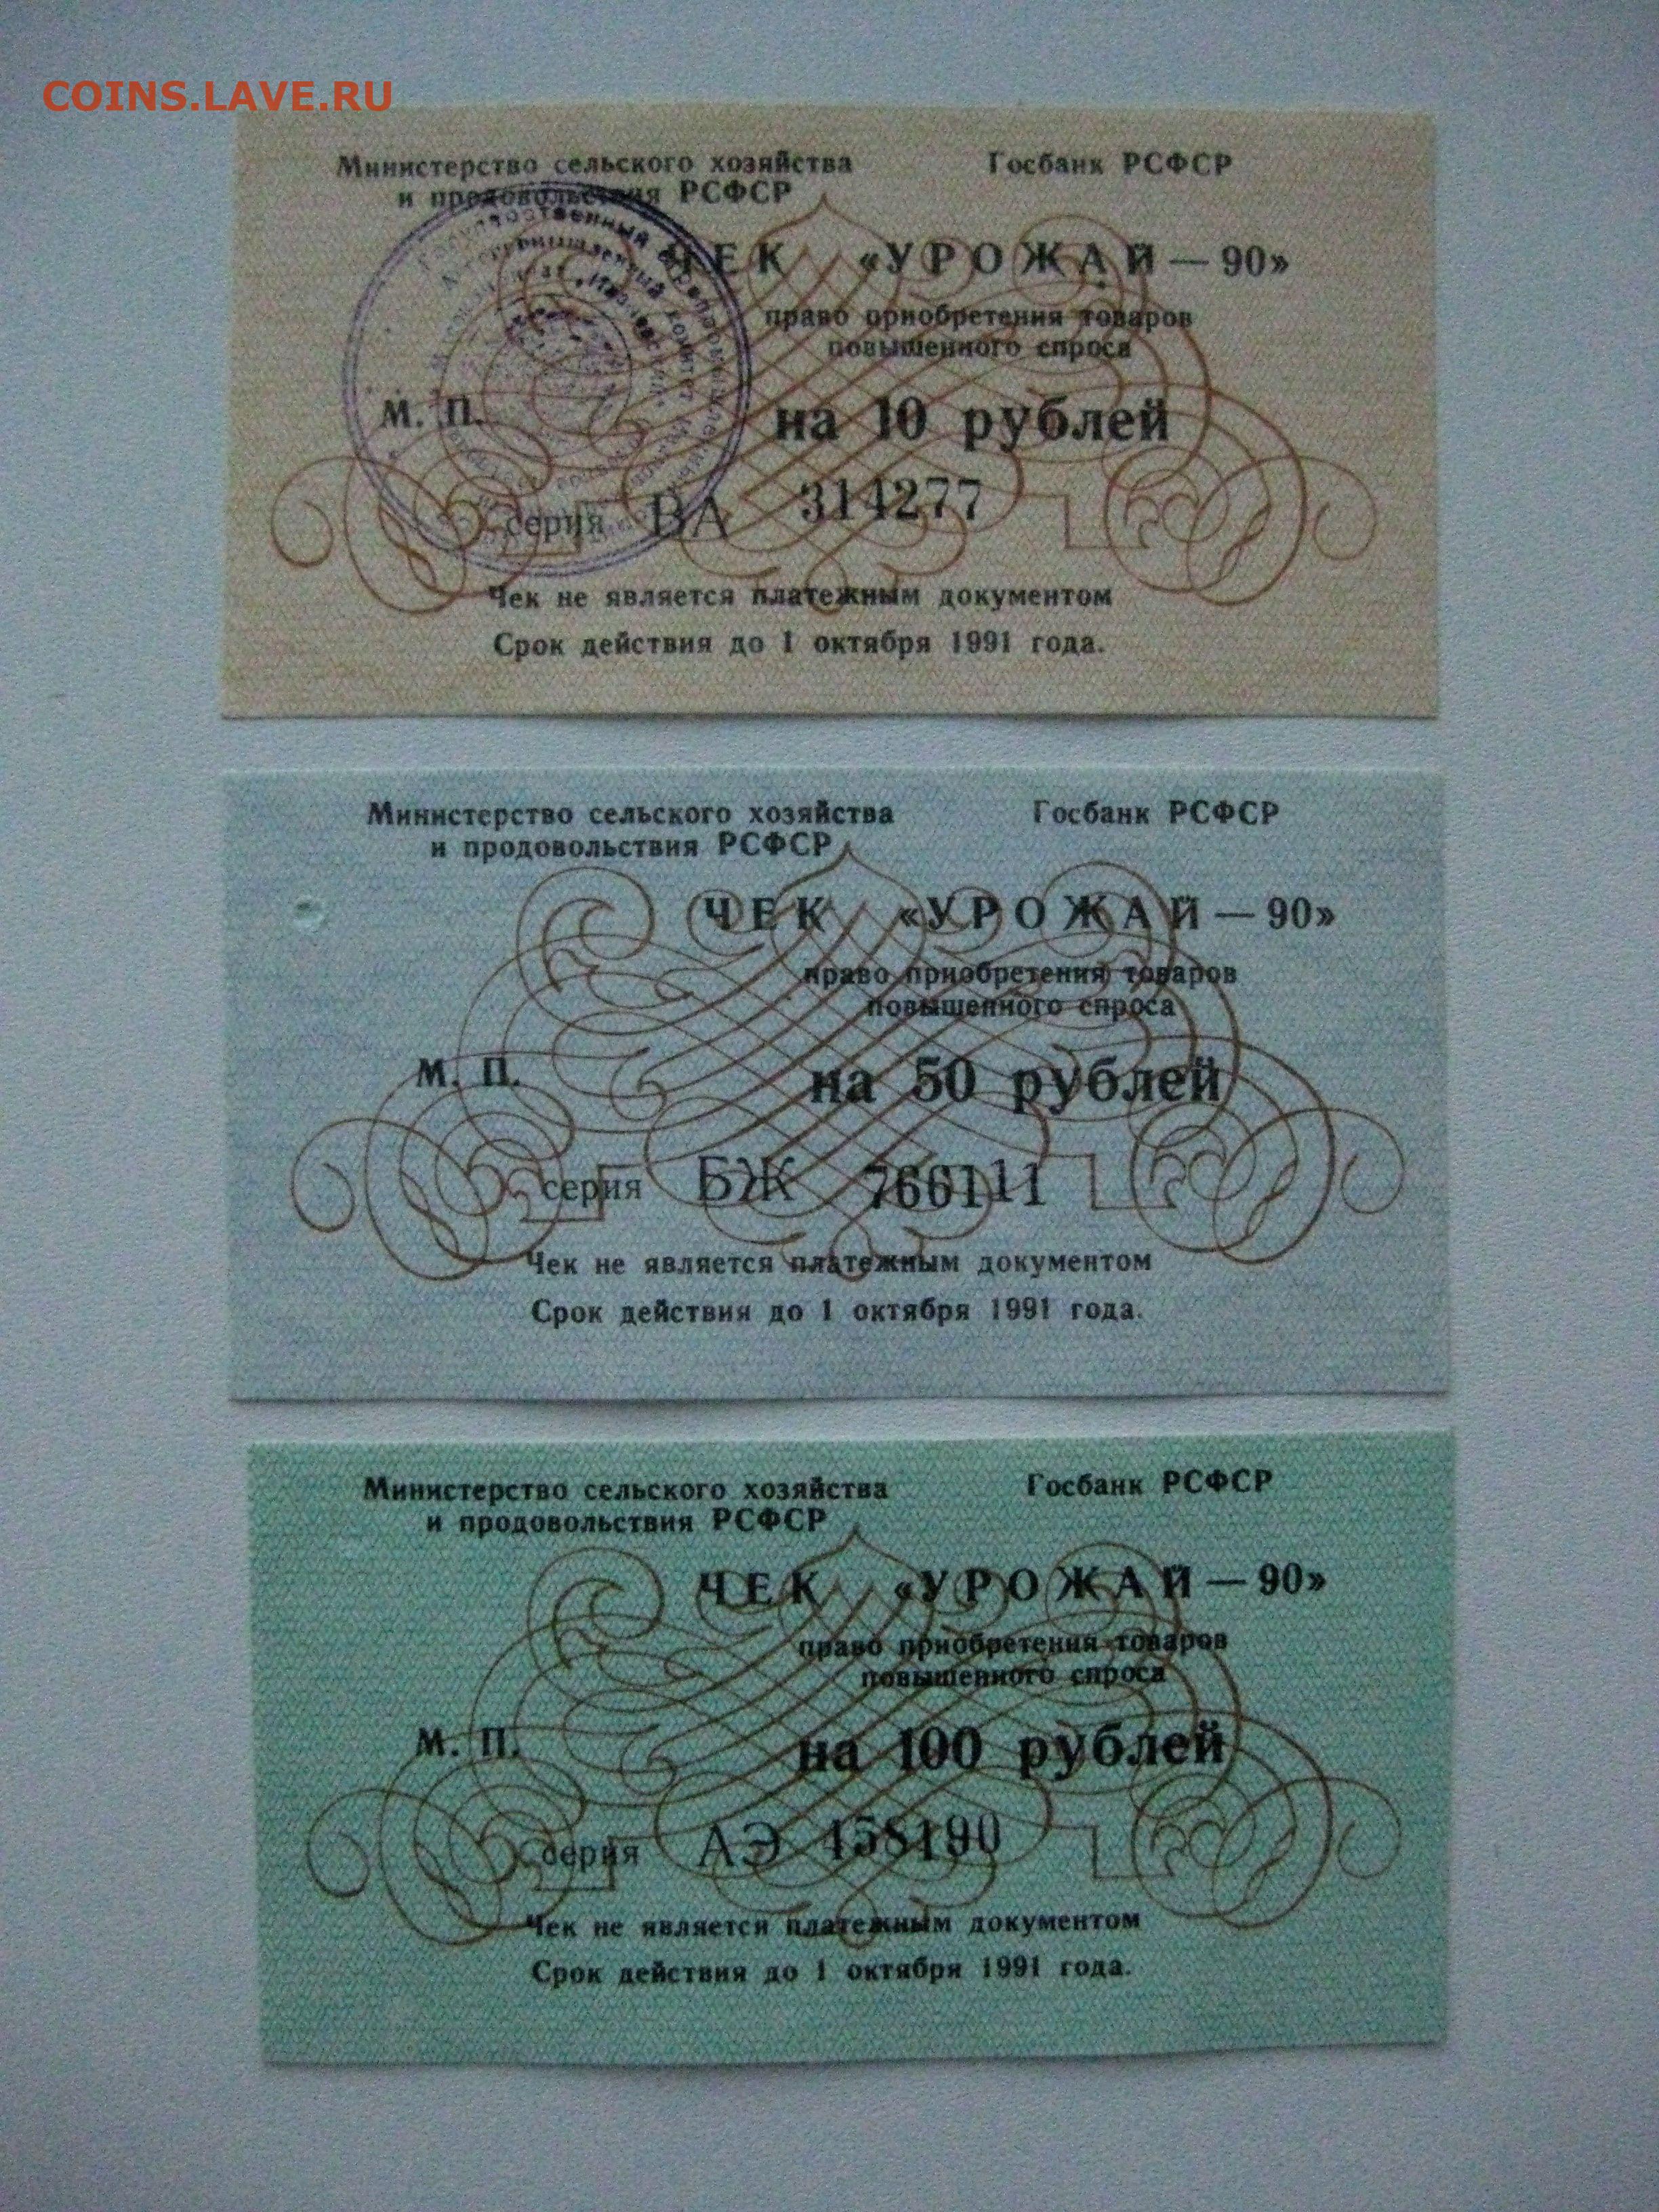 COINS.LAVE.RU
Министерство сельского хозяйства
и продовольствия РСФСР
Госбанк РСФСР
ЧЕК «УРОЖАЙ — 90»
право ориобретения товаров
повышенного спроса
М. П.
на 10 рублей
серия ВА 314277
Чек не является платежным документом
Срок действия до 1 октября 1991 года.
Министерство сельского хозяйства
и продовольствия РСФСР
Госбанк РСФСР
ЧЕК «УРОЖАЙ — 90»
право приобретения товаров
повышенного спроса
М. П.
на 50 рублей
серия БЖ 766111
Чек не является платежным документом
Срок действия до 1 октября 1991 года.
Министерство сельского хозяйства
и продовольствия РСФСР
Госбанк РСФСР
ЧЕК «УРОЖАЙ — 90»
право приобретения товаров
повышенного спроса
М. П.
на 100 рублей
серия АЭ 458190
Чек не является платежным документом
Срок действия до 1 октября 1991 года.